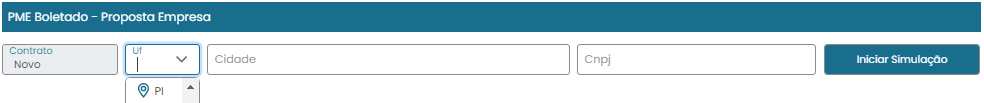 PME Boletado - Proposta Empresa
Contrato
Novo
Uf
Cidade
Cnpj
Iniciar Simulação
PI